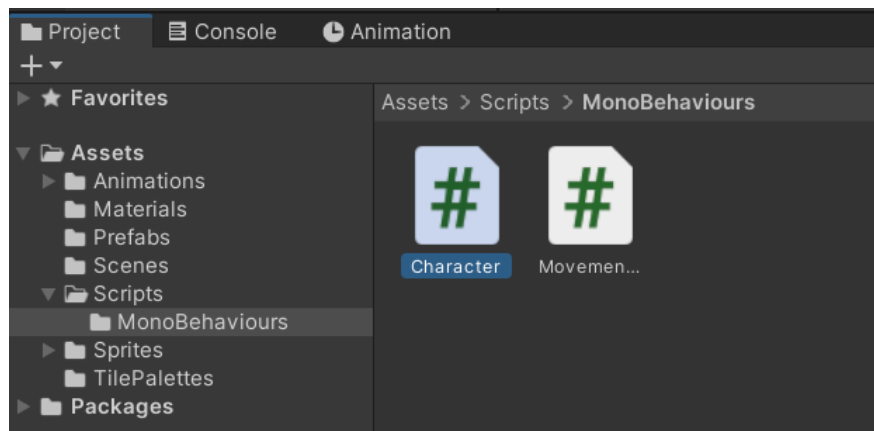 Project Console Animation
Favorites
Assets
Animations
Materials
Prefabs
Scenes
Scripts
MonoBehaviours
Sprites
TilePalettes
Packages
Assets > Scripts > MonoBehaviours
# #
Character Movemen...